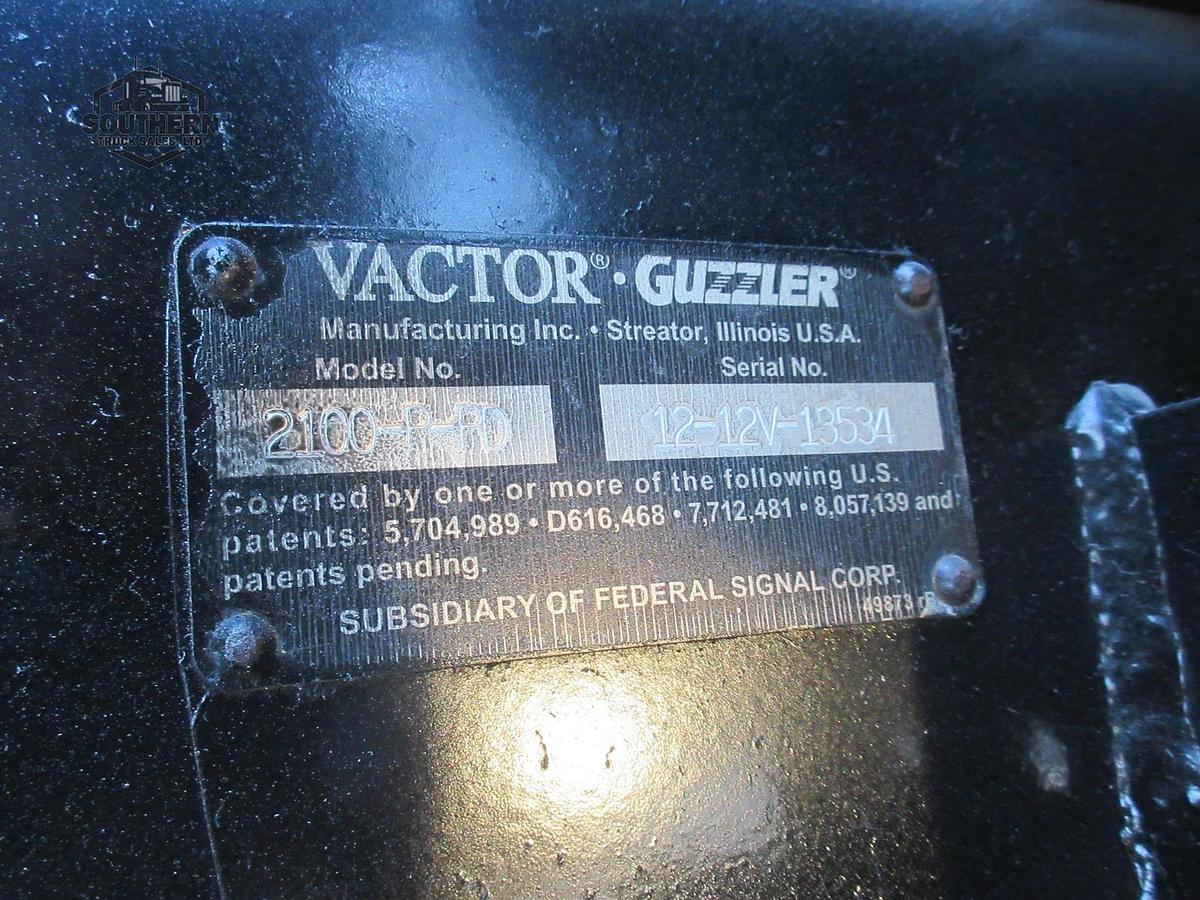 SOUTHERN
TRUCK SALES, LTD
VACTOR® · GUZZLER®
Manufacturing Inc. • Streator, Illinois U.S.A.
Model No. Serial No.
2100-P-PD 12-12V-13534
Covered by one or more of the following U.S.
patents: 5,704,989 • D616,468 • 7,712,481 • 8,057,139 and
patents pending.
SUBSIDIARY OF FEDERAL SIGNAL CORP.
49873